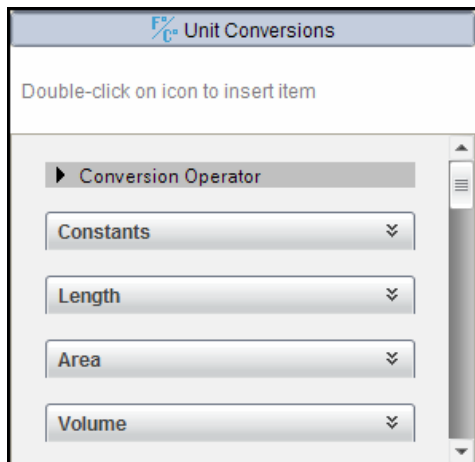 F°/C° Unit Conversions
Double-click on icon to insert item
Conversion Operator
Constants
Length
Area
Volume